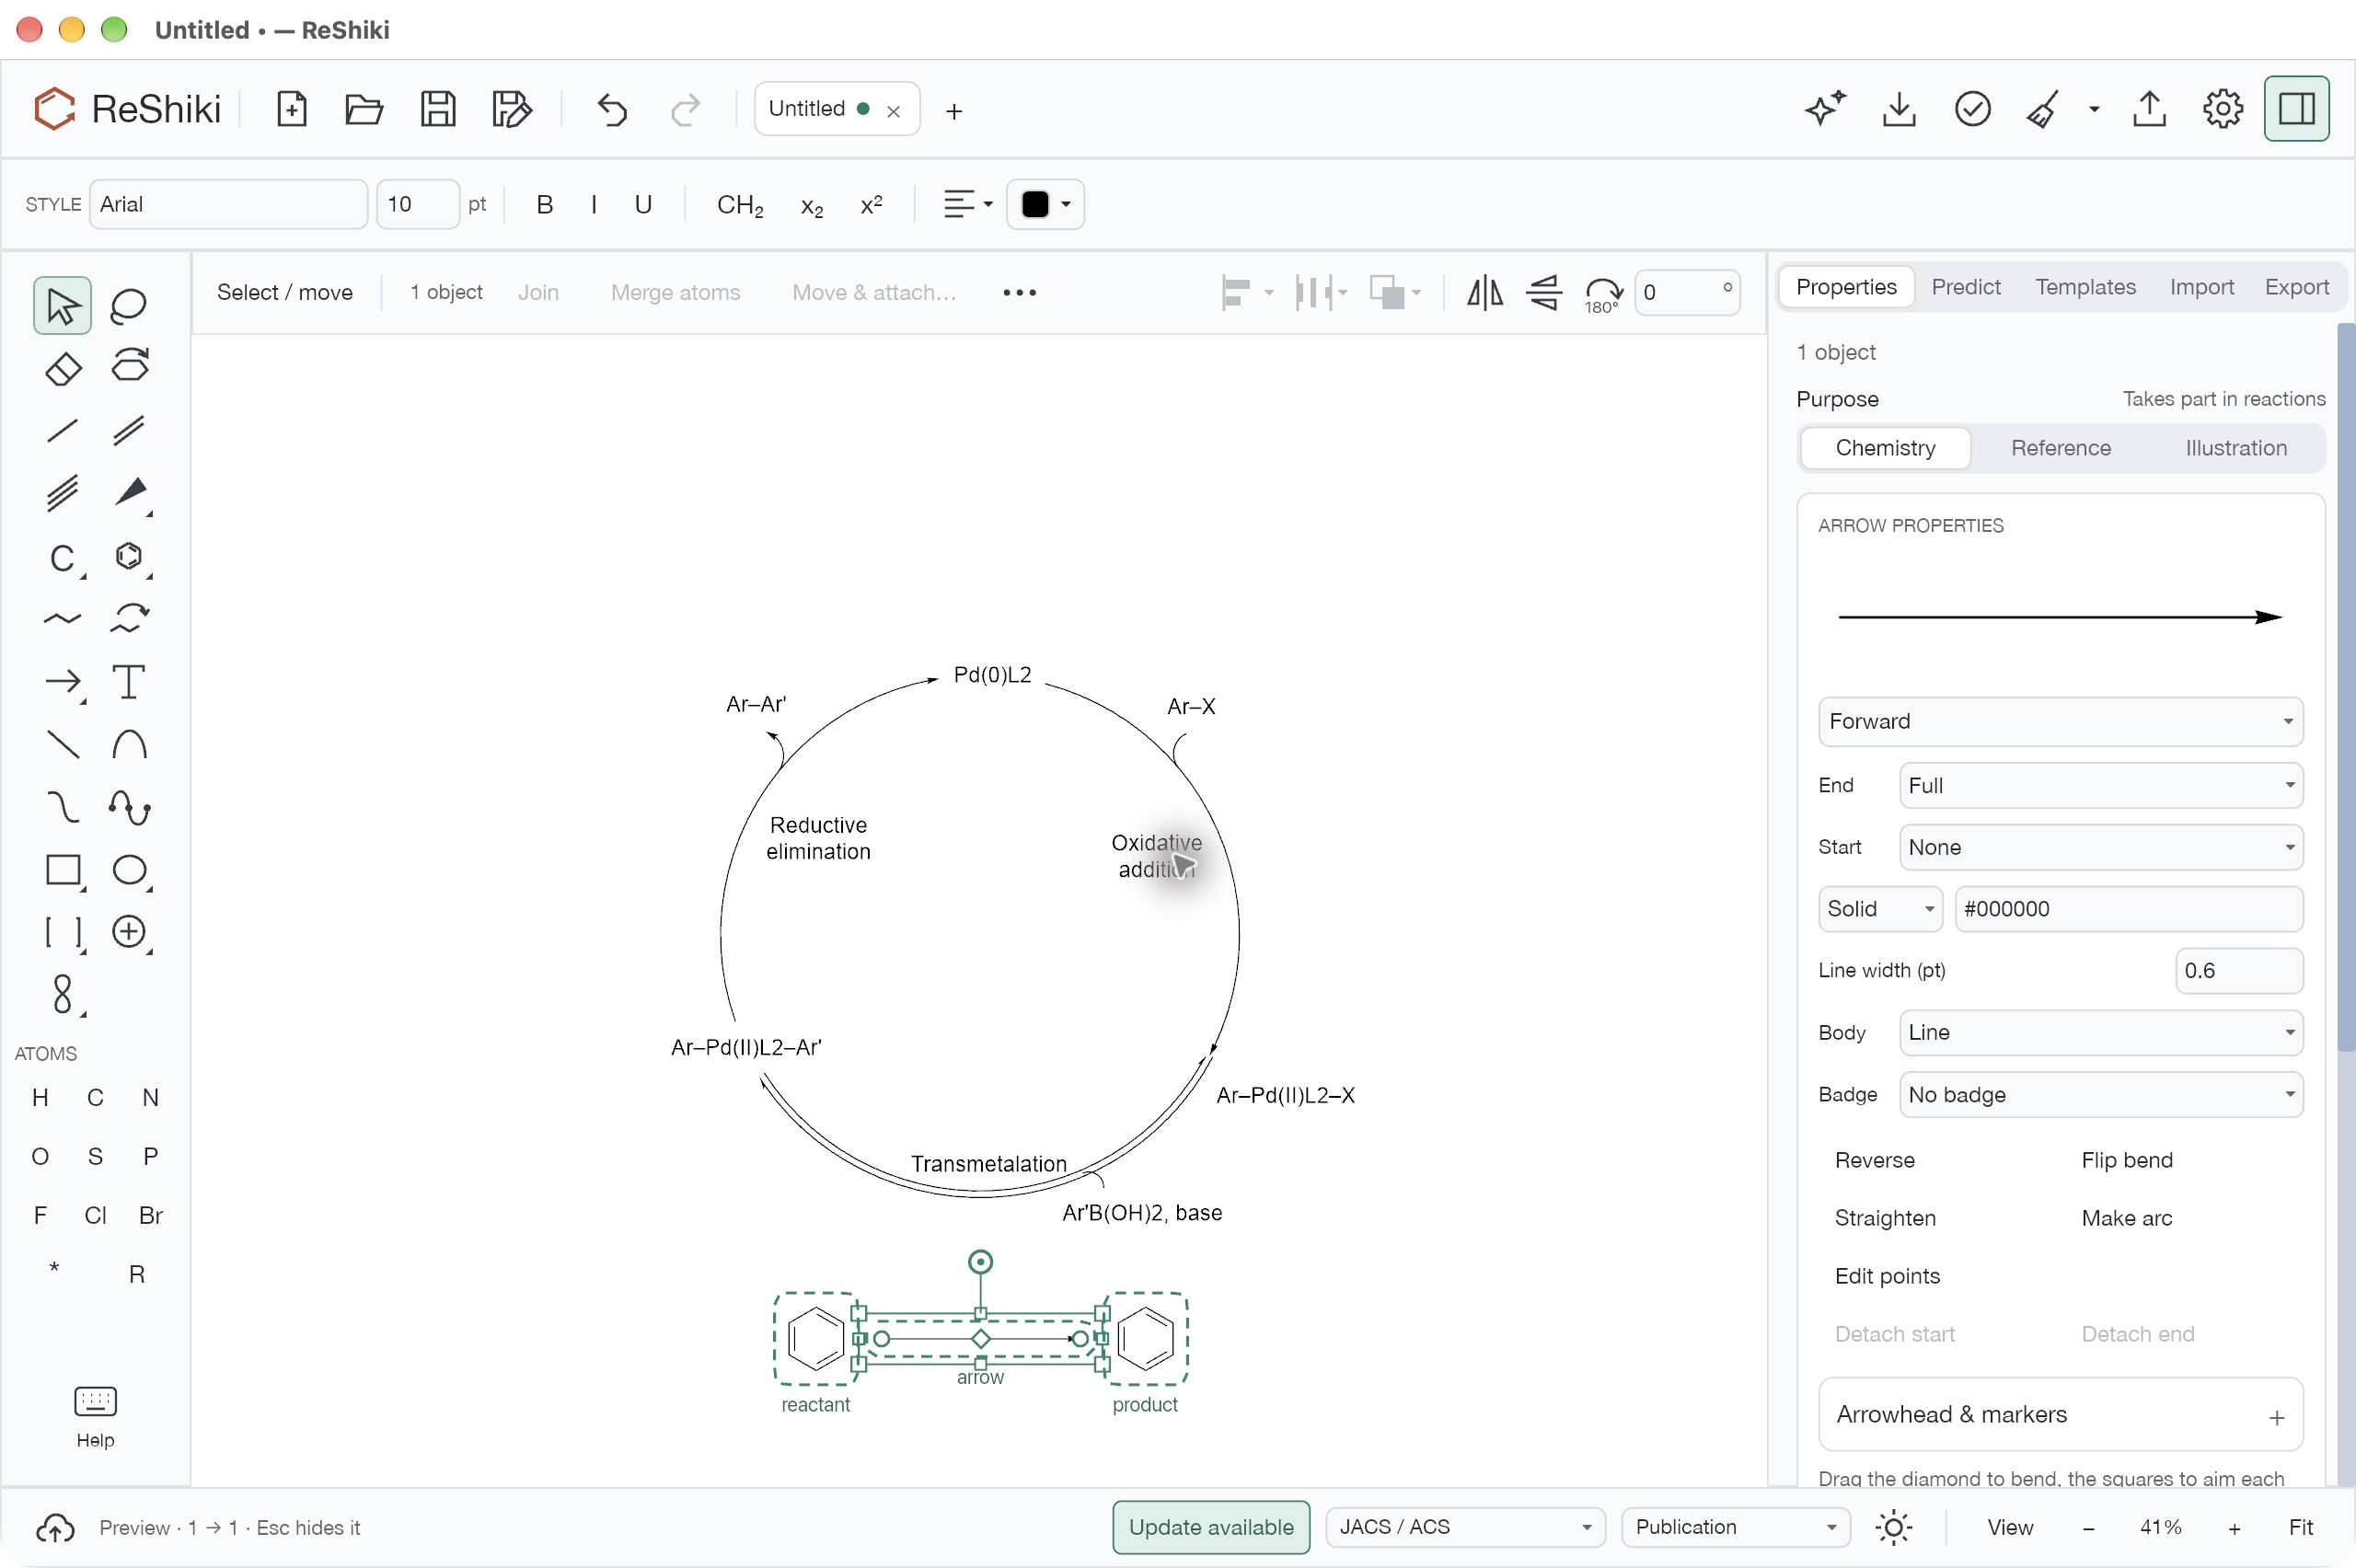 Untitled • — ReShiki
ReShiki
Untitled
STYLE Arial 10 pt B I U CH₂ x₂ x²
Select / move 1 object Join Merge atoms Move & attach... 180° 0 °
Properties Predict Templates Import Export
1 object
Purpose Takes part in reactions
Chemistry Reference Illustration
ARROW PROPERTIES
Forward
End Full
Start None
Solid #000000
Line width (pt) 0.6
Body Line
Badge No badge
Reverse Flip bend
Straighten Make arc
Edit points
Detach start Detach end
Arrowhead & markers
Drag the diamond to bend, the squares to aim each
C
T
ATOMS
H C N
O S P
F Cl Br
* R
Help
Pd(0)L2
Ar–Ar'
Ar–X
Reductive
elimination
Oxidative
addition
Ar–Pd(II)L2–Ar'
Ar–Pd(II)L2–X
Transmetalation
Ar'B(OH)2, base
arrow
reactant product
Preview · 1 → 1 · Esc hides it Update available JACS / ACS Publication View − 41% + Fit